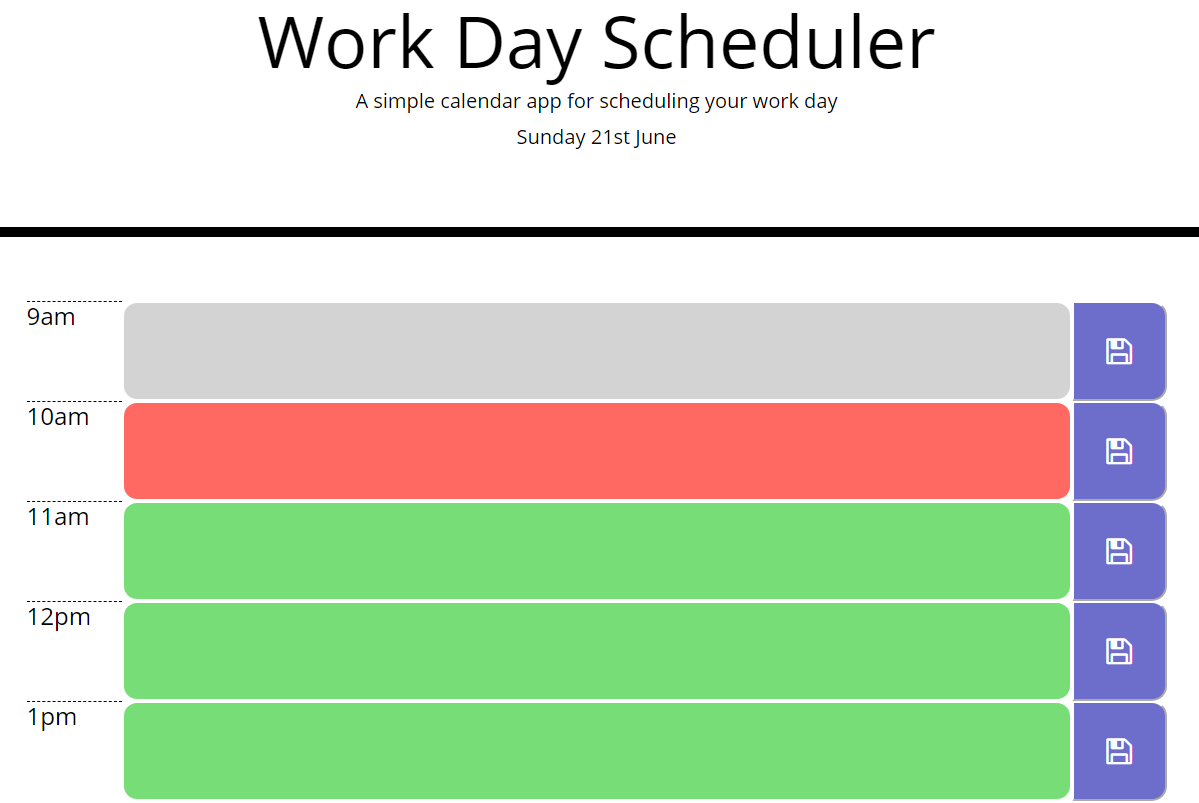 Work Day Scheduler
A simple calendar app for scheduling your work day
Sunday 21st June
9am
10am
11am
12pm
1pm